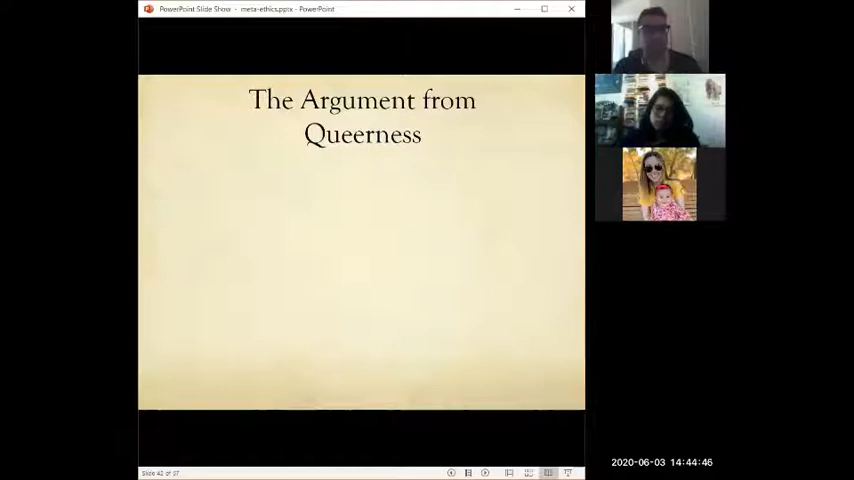 PowerPoint Slide Show - meta-ethics.pptx - PowerPoint
The Argument from
Queerness
2020-06-03 14:44:46